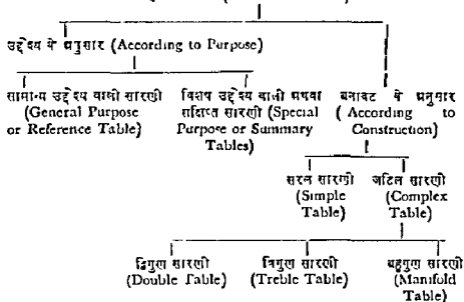 उद्देश्य के अनुसार (According to Purpose)
सामान्य उद्देश्य वाली सारणी
(General Purpose
or Reference Table)
विशेष उद्देश्य वाली अथवा
संक्षिप्त सारणी (Special
Purpose or Summary
Tables)
बनावट के अनुसार
( According to
Construction)
सरल सारणी
(Simple
Table)
जटिल सारणी
(Complex
Table)
द्विगुण सारणी
(Double Table)
त्रिगुण सारणी
(Treble Table)
बहुगुण सारणी
(Manifold
Table)